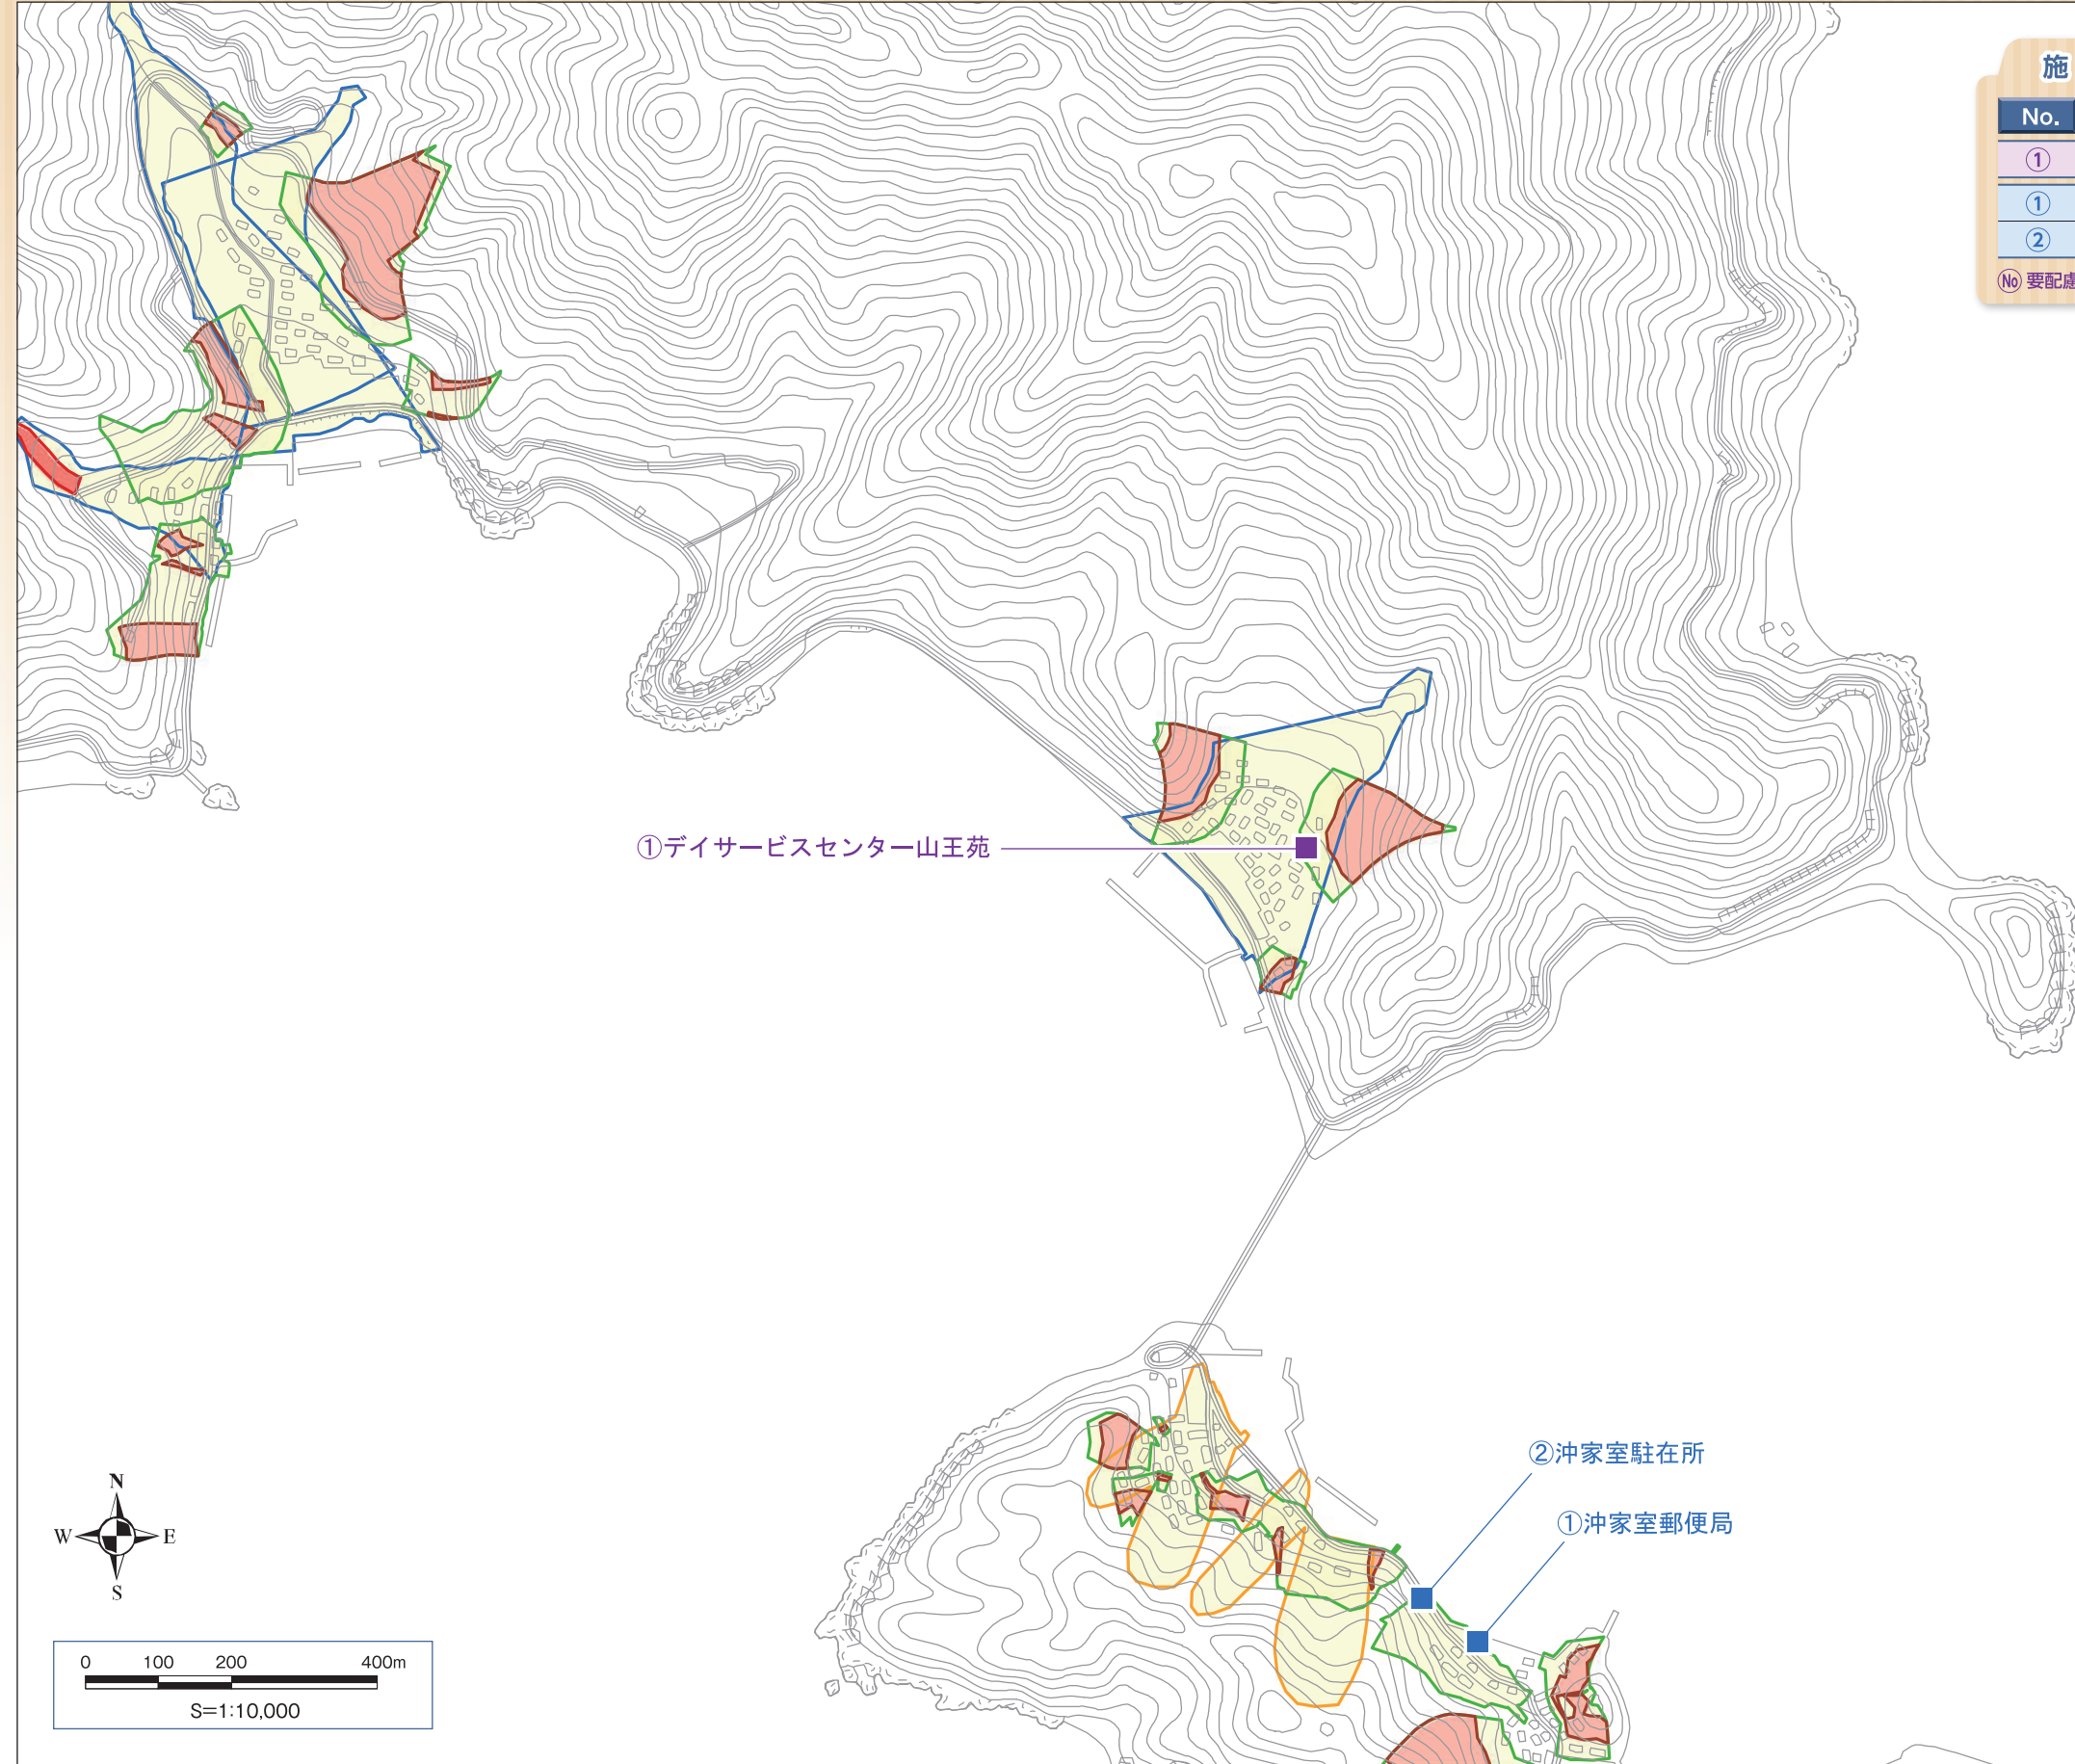 施
No.
①
①
②
No 要配慮
①デイサービスセンター山王苑
②沖家室駐在所
①沖家室郵便局
N
W E
S
0 100 200 400m
S=1:10,000